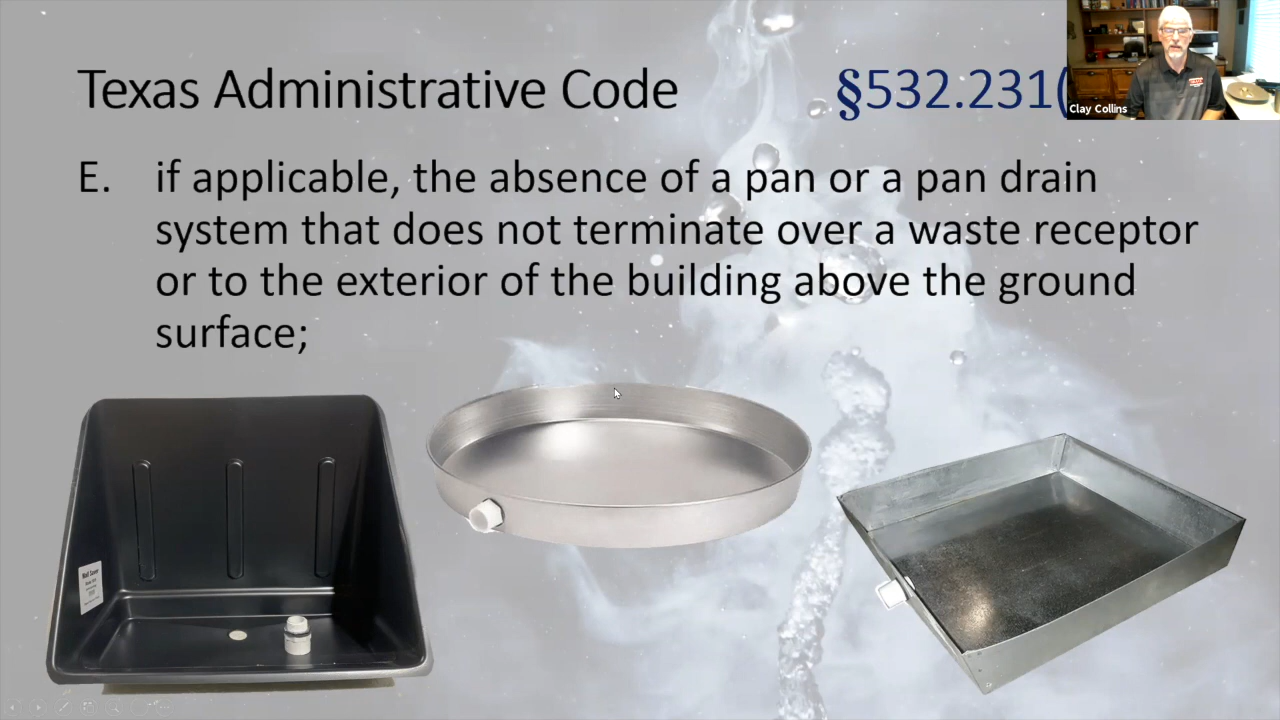 Texas Administrative Code §532.231(
Clay Collins
E. if applicable, the absence of a pan or a pan drain
system that does not terminate over a waste receptor
or to the exterior of the building above the ground
surface;